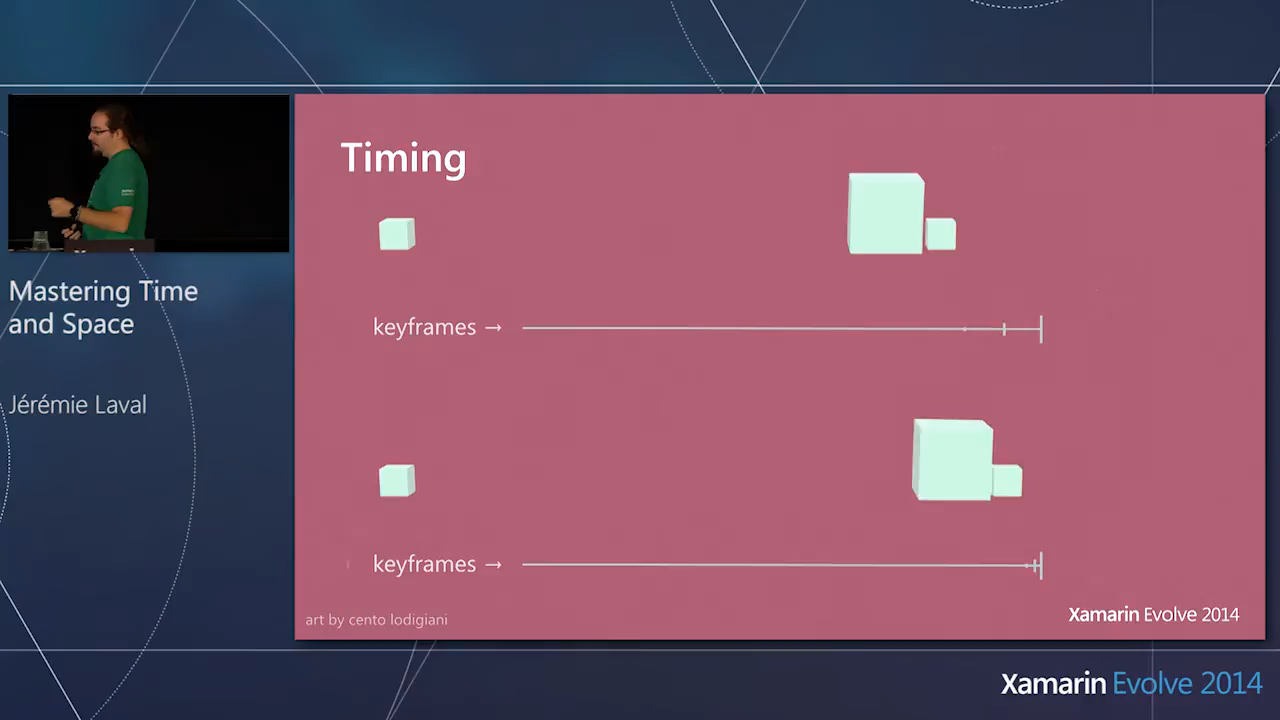 Timing
keyframes →
keyframes →
art by cento lodigiani
Xamarin Evolve 2014
Mastering Time
and Space
Jérémie Laval
Xamarin Evolve 2014